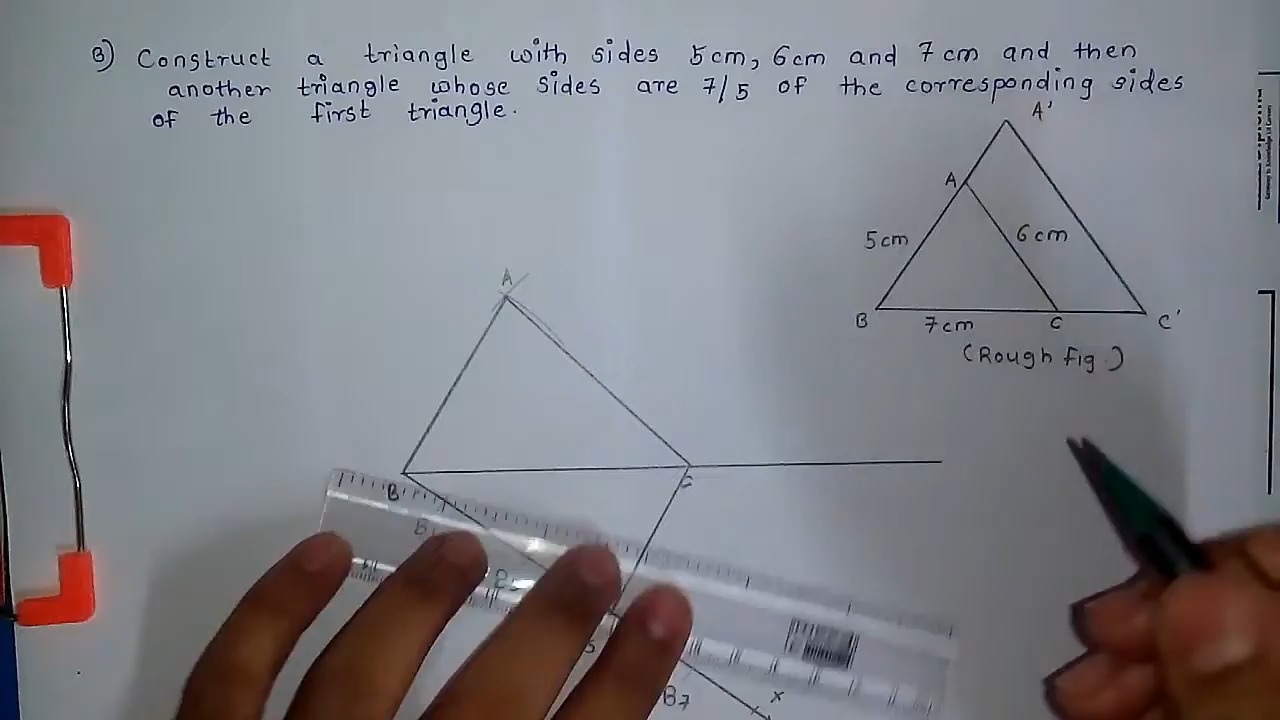 B) Construct a triangle with sides 5cm, 6cm and 7cm and then
another triangle whose sides are 7/5 of the corresponding sides
of the first triangle.
A'
A
5cm
6cm
B
7cm
C
C'
(Rough fig.)
A
B
C
5
B7
x